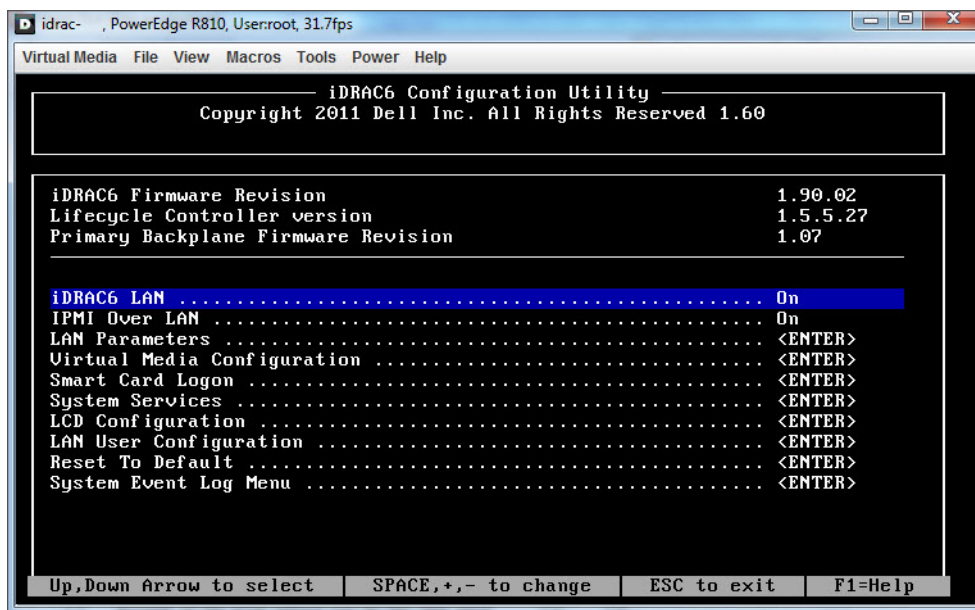 idrac-    , PowerEdge R810, User:root, 31.7fps
Virtual Media File View Macros Tools Power Help
iDRAC6 Configuration Utility
Copyright 2011 Dell Inc. All Rights Reserved 1.60
iDRAC6 Firmware Revision 1.90.02
Lifecycle Controller version 1.5.5.27
Primary Backplane Firmware Revision 1.07
iDRAC6 LAN ................................................... On
IPMI Over LAN ................................................ On
LAN Parameters ............................................... <ENTER>
Virtual Media Configuration .................................. <ENTER>
Smart Card Logon ............................................. <ENTER>
System Services .............................................. <ENTER>
LCD Configuration ............................................ <ENTER>
LAN User Configuration ....................................... <ENTER>
Reset To Default ............................................. <ENTER>
System Event Log Menu ........................................ <ENTER>
Up,Down Arrow to select SPACE,+,- to change ESC to exit F1=Help